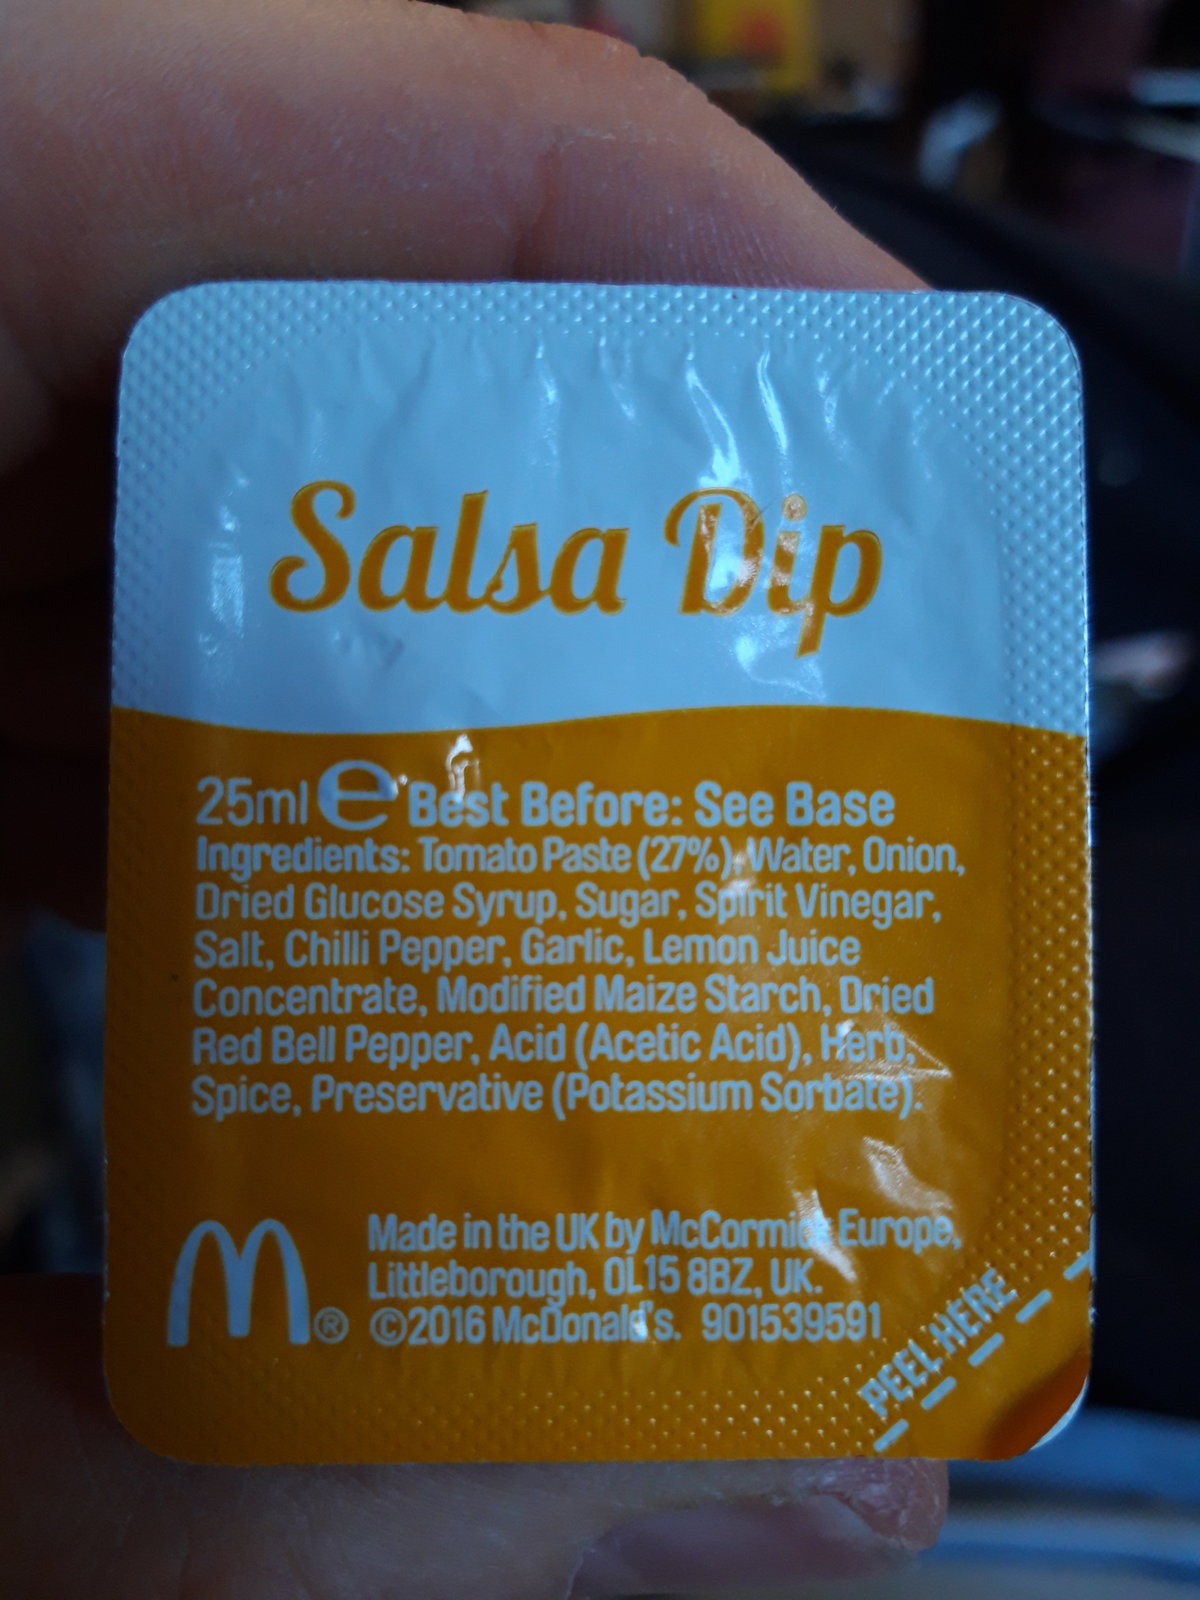 Salsa Dip
25ml e Best Before: See Base
Ingredients: Tomato Paste (27%), Water, Onion,
Dried Glucose Syrup, Sugar, Spirit Vinegar,
Salt, Chilli Pepper, Garlic, Lemon Juice
Concentrate, Modified Maize Starch, Dried
Red Bell Pepper, Acid (Acetic Acid), Herb,
Spice, Preservative (Potassium Sorbate).
Made in the UK by McCormick Europe,
Littleborough, OL15 8BZ, UK.
M® ©2016 McDonald's. 901539591
PEEL HERE